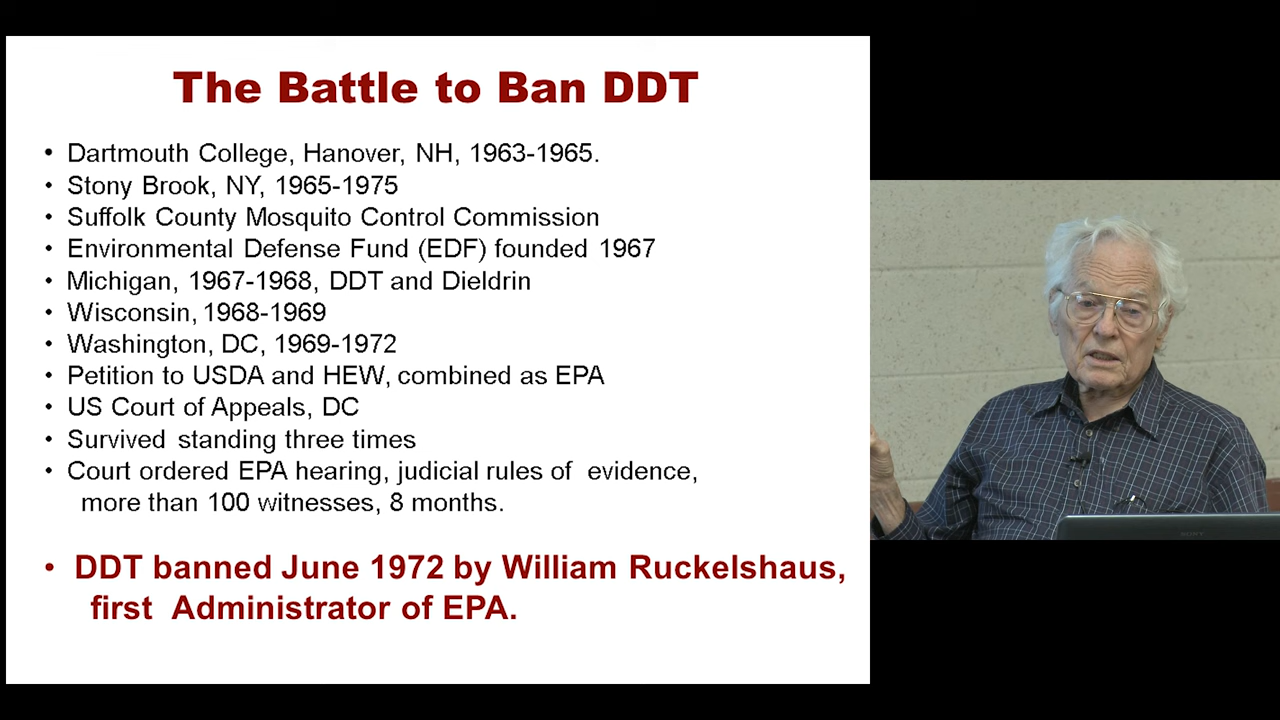 The Battle to Ban DDT
• Dartmouth College, Hanover, NH, 1963-1965.
• Stony Brook, NY, 1965-1975
• Suffolk County Mosquito Control Commission
• Environmental Defense Fund (EDF) founded 1967
• Michigan, 1967-1968, DDT and Dieldrin
• Wisconsin, 1968-1969
• Washington, DC, 1969-1972
• Petition to USDA and HEW, combined as EPA
• US Court of Appeals, DC
• Survived standing three times
• Court ordered EPA hearing, judicial rules of evidence,
more than 100 witnesses, 8 months.
• DDT banned June 1972 by William Ruckelshaus,
first Administrator of EPA.
SONY